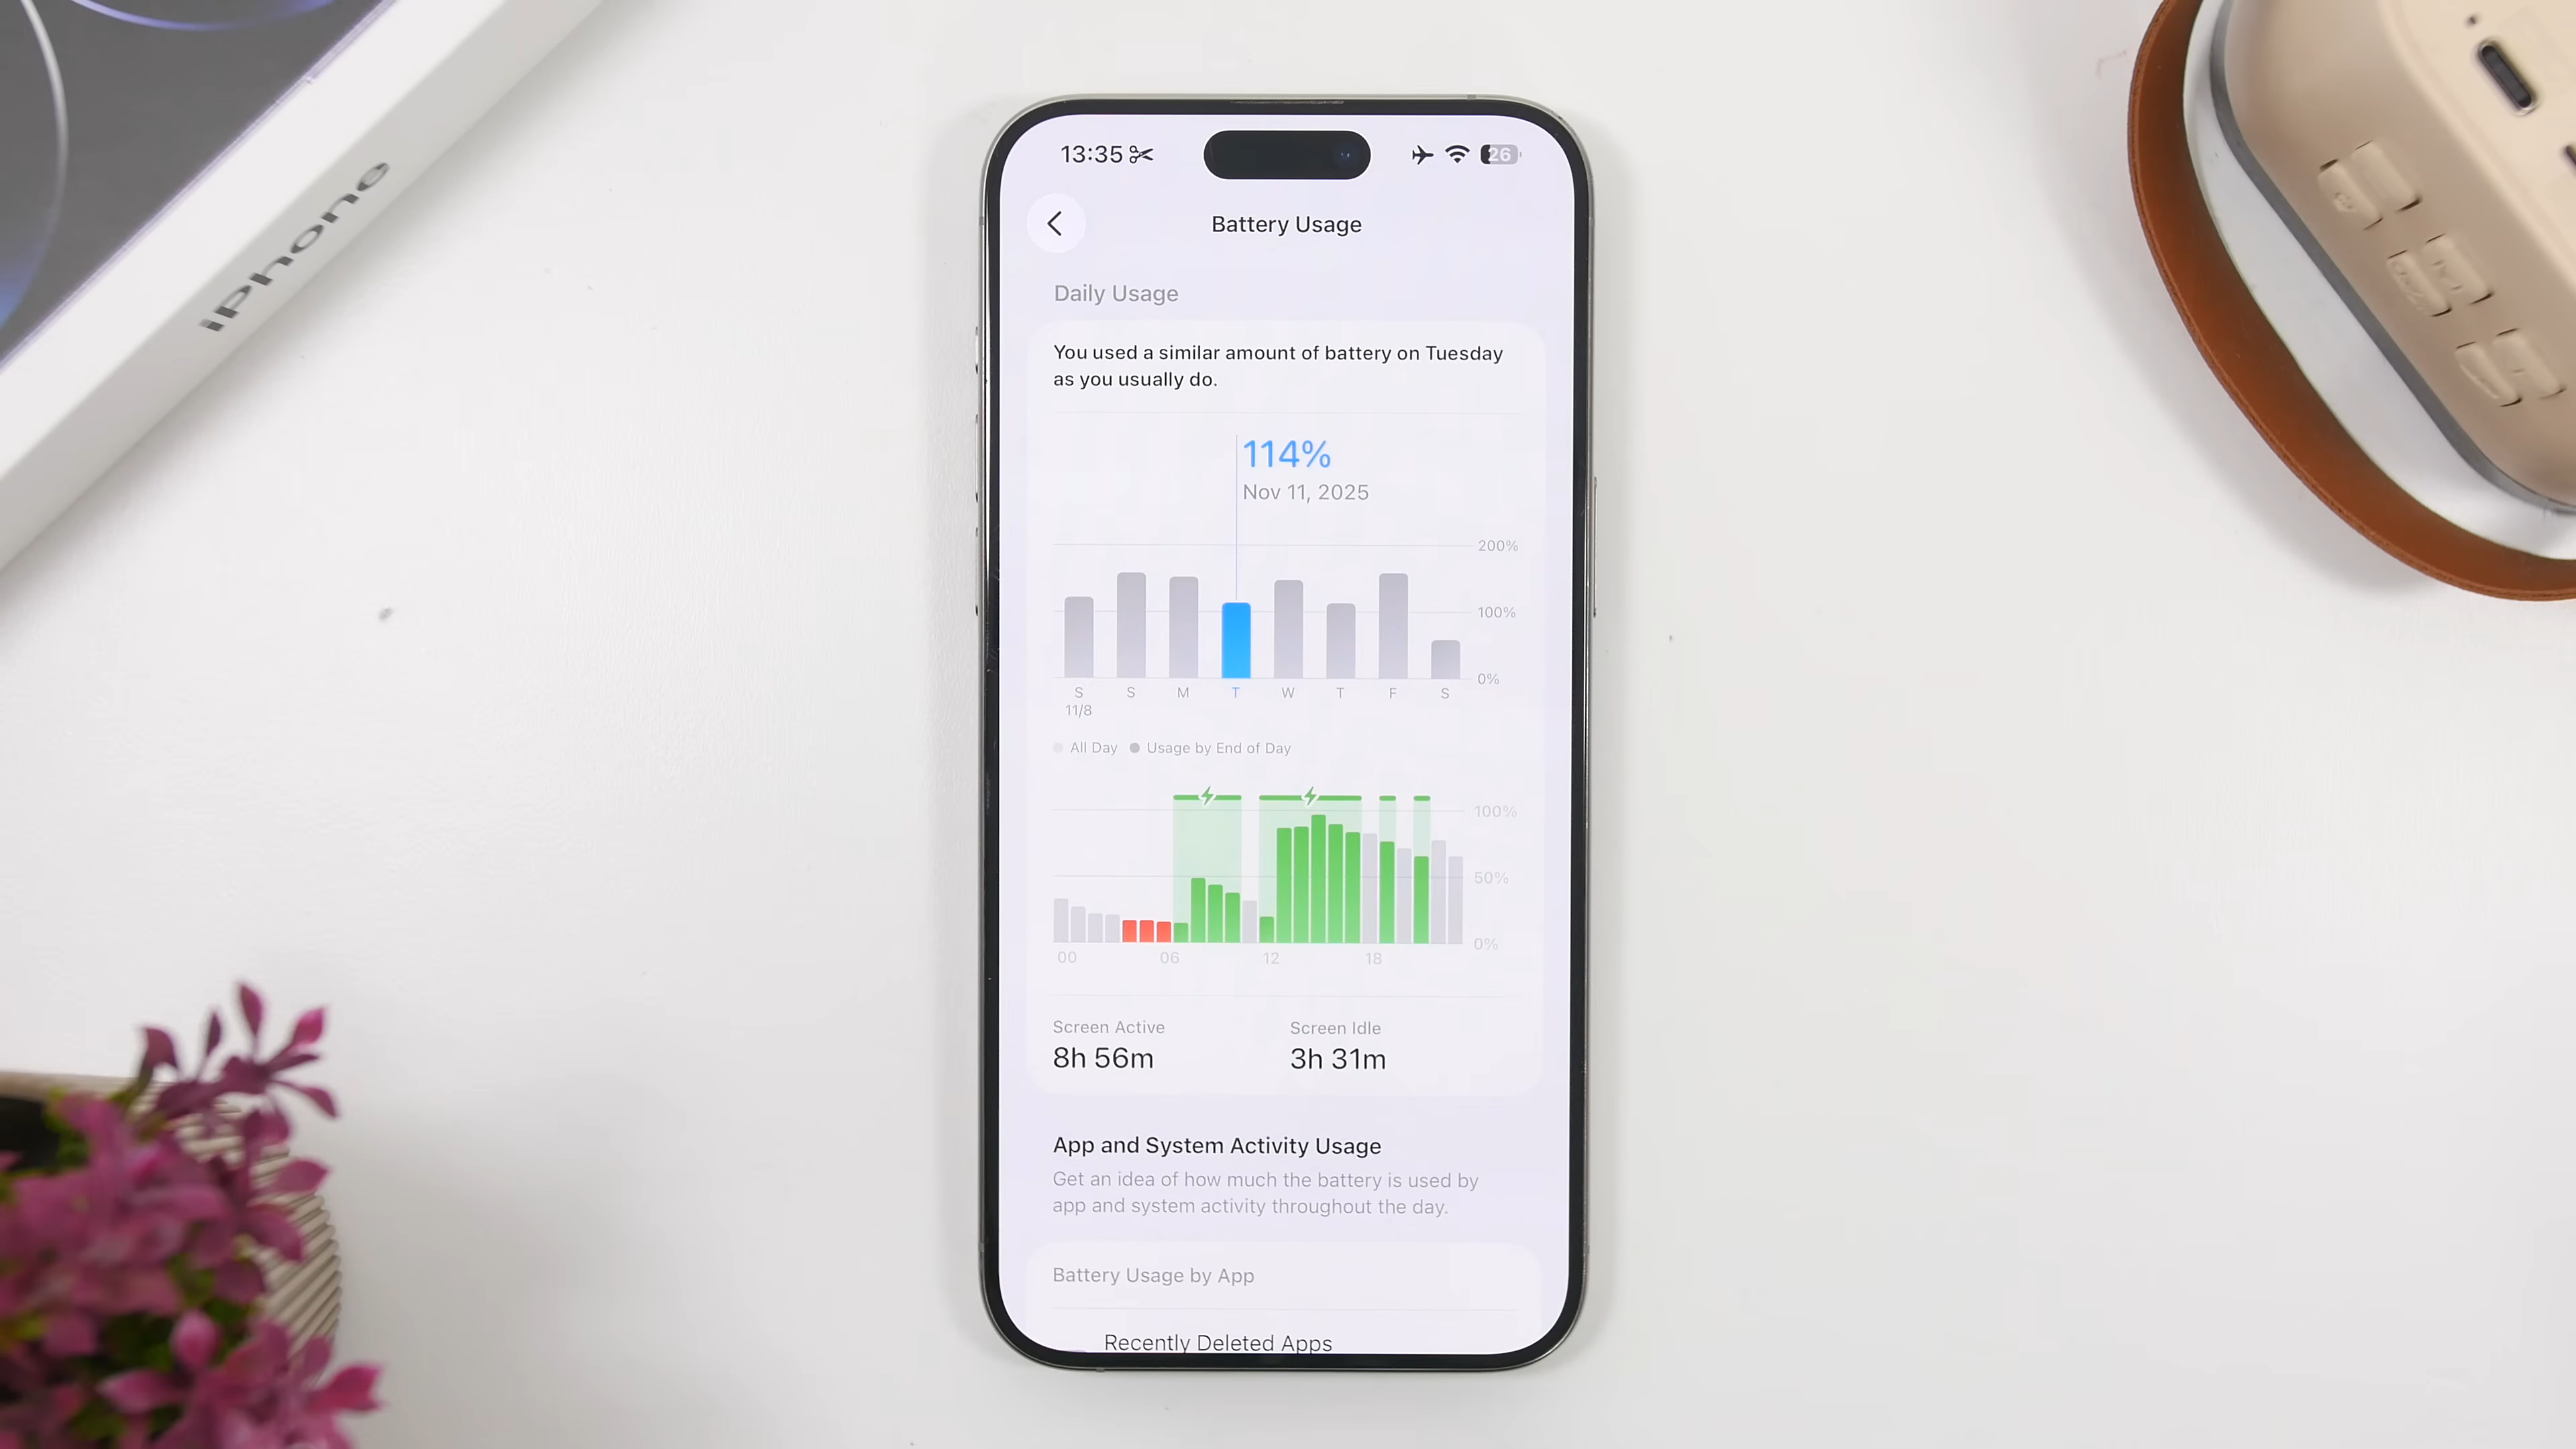 iPhone
13:35
26
Battery Usage
Daily Usage
You used a similar amount of battery on Tuesday
as you usually do.
114%
Nov 11, 2025
200%
100%
0%
S S M T W T F S
11/8
All Day Usage by End of Day
100%
50%
0%
00 06 12 18
Screen Active Screen Idle
8h 56m 3h 31m
App and System Activity Usage
Get an idea of how much the battery is used by
app and system activity throughout the day.
Battery Usage by App
Recently Deleted Apps